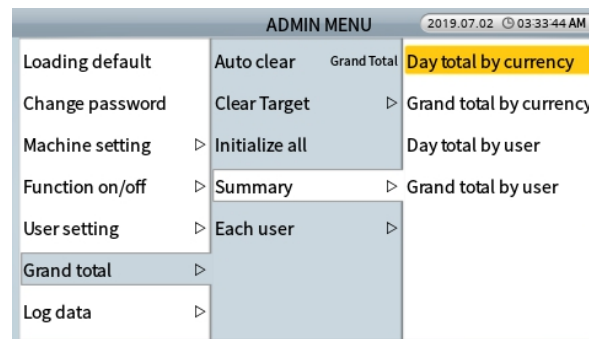 ADMIN MENU
2019.07.02 03:33:44 AM
Loading default
Change password
Machine setting
Function on/off
User setting
Grand total
Log data
Auto clear Grand Total
Clear Target
Initialize all
Summary
Each user
Day total by currency
Grand total by currency
Day total by user
Grand total by user